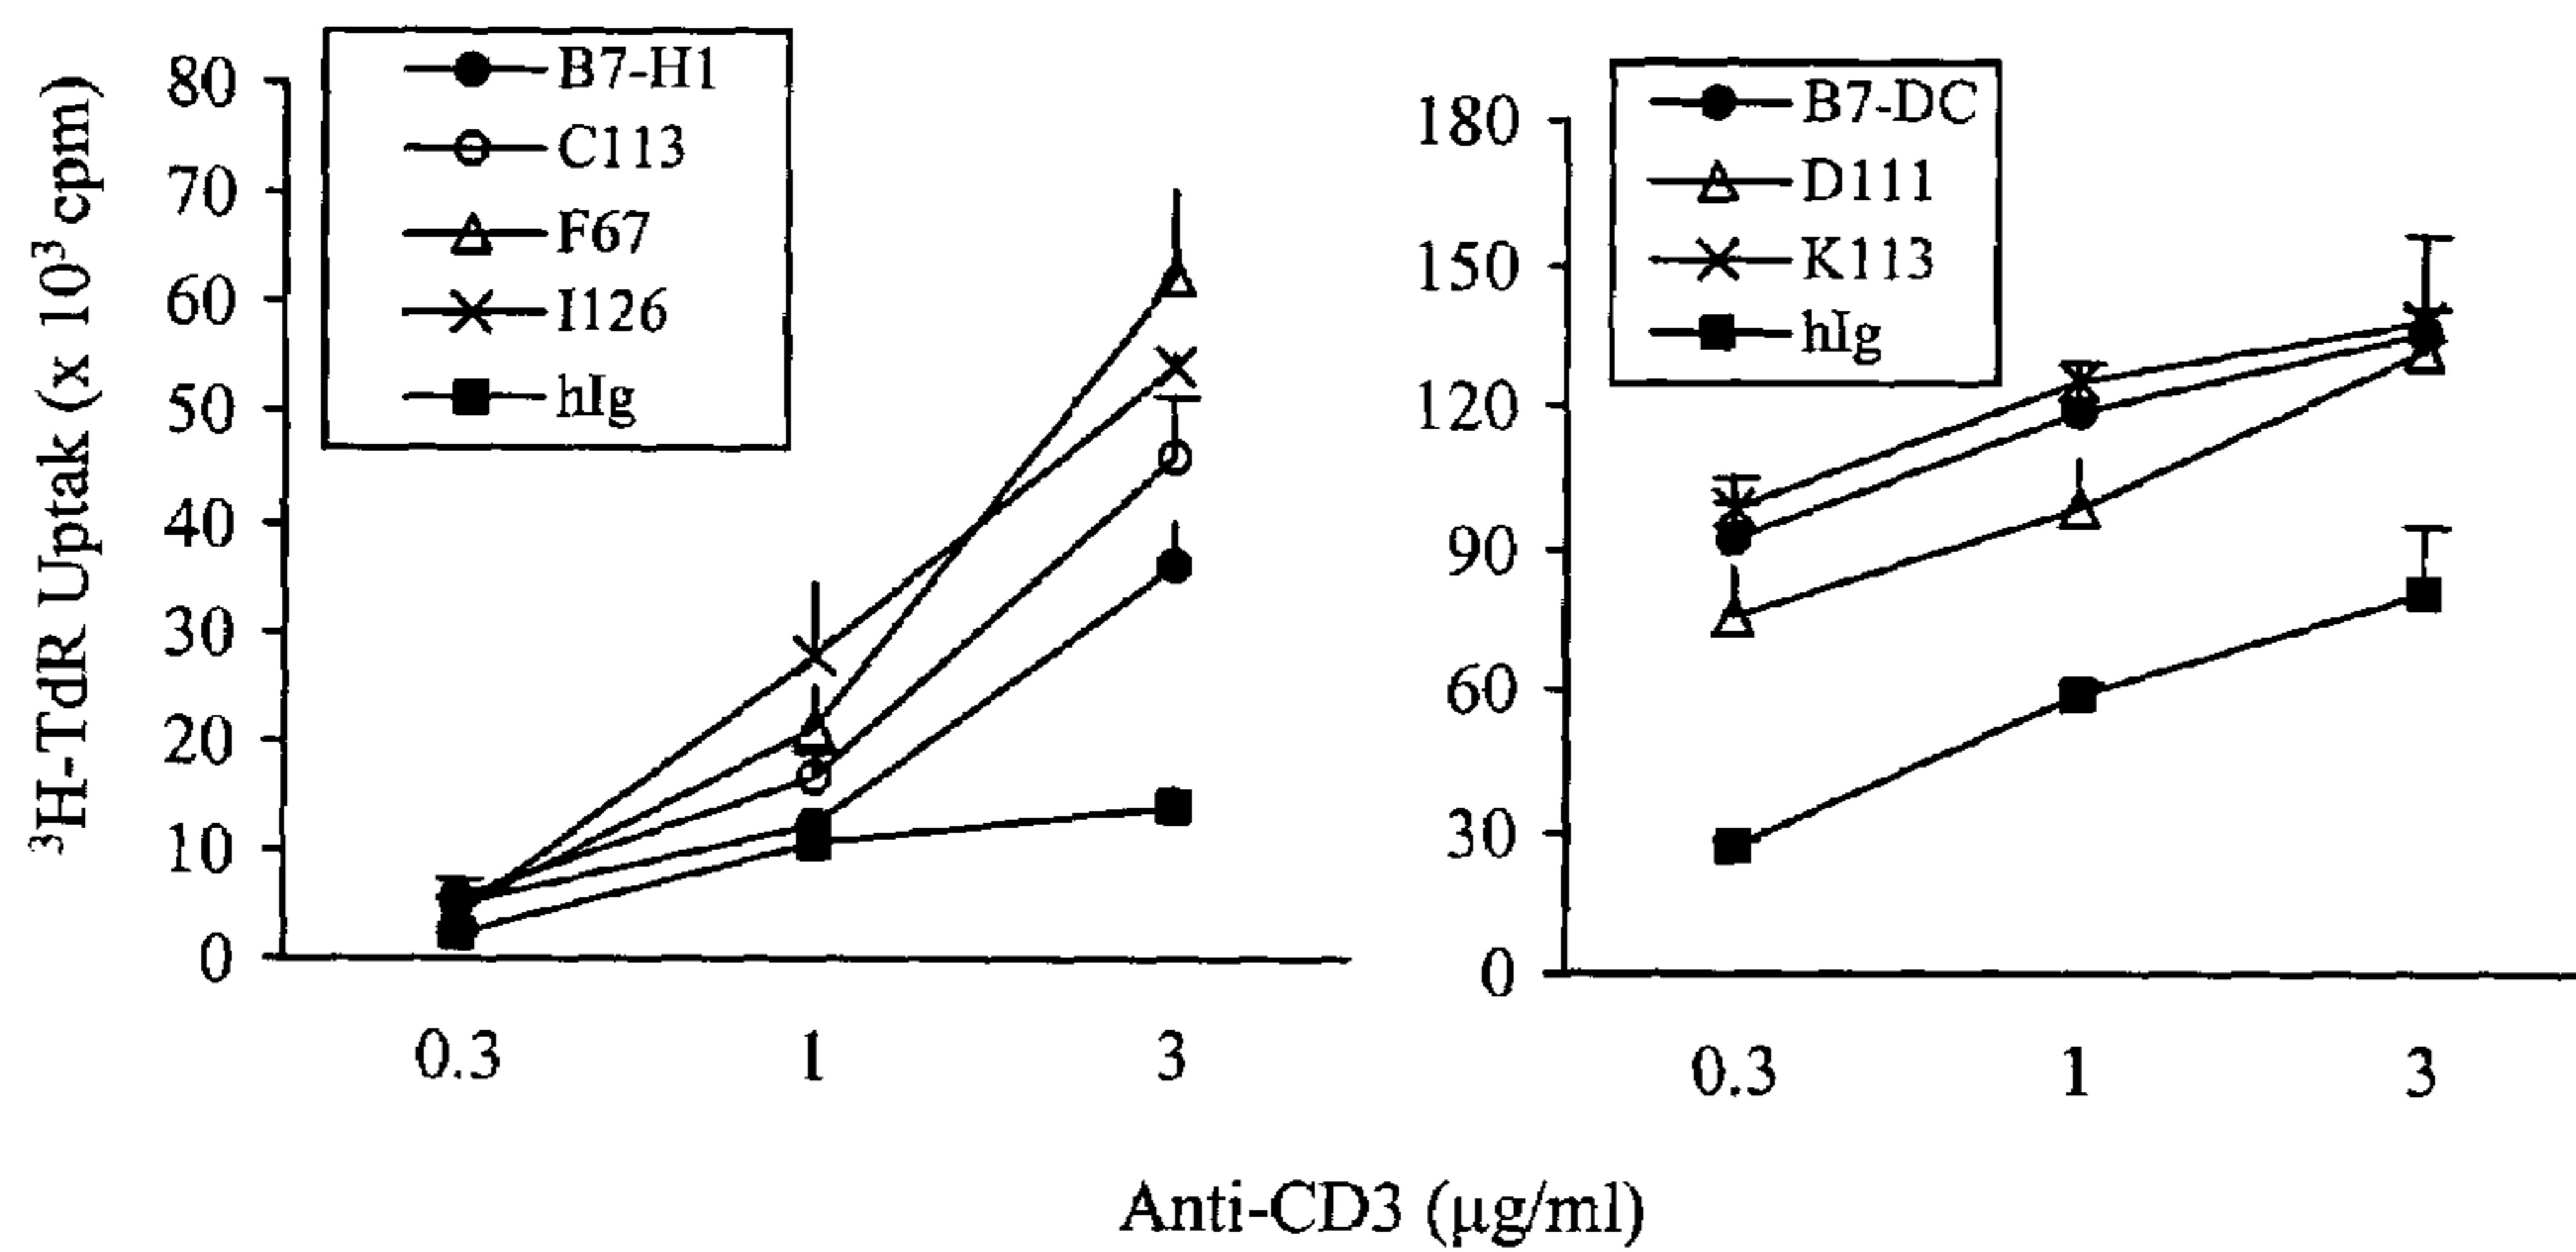 ³H-TdR Uptak (x 10³ cpm)
80
70
60
50
40
30
20
10
0
B7-H1
C113
F67
I126
hIg
0.3 1 3
180
150
120
90
60
30
0
B7-DC
D111
K113
hIg
0.3 1 3
Anti-CD3 (μg/ml)